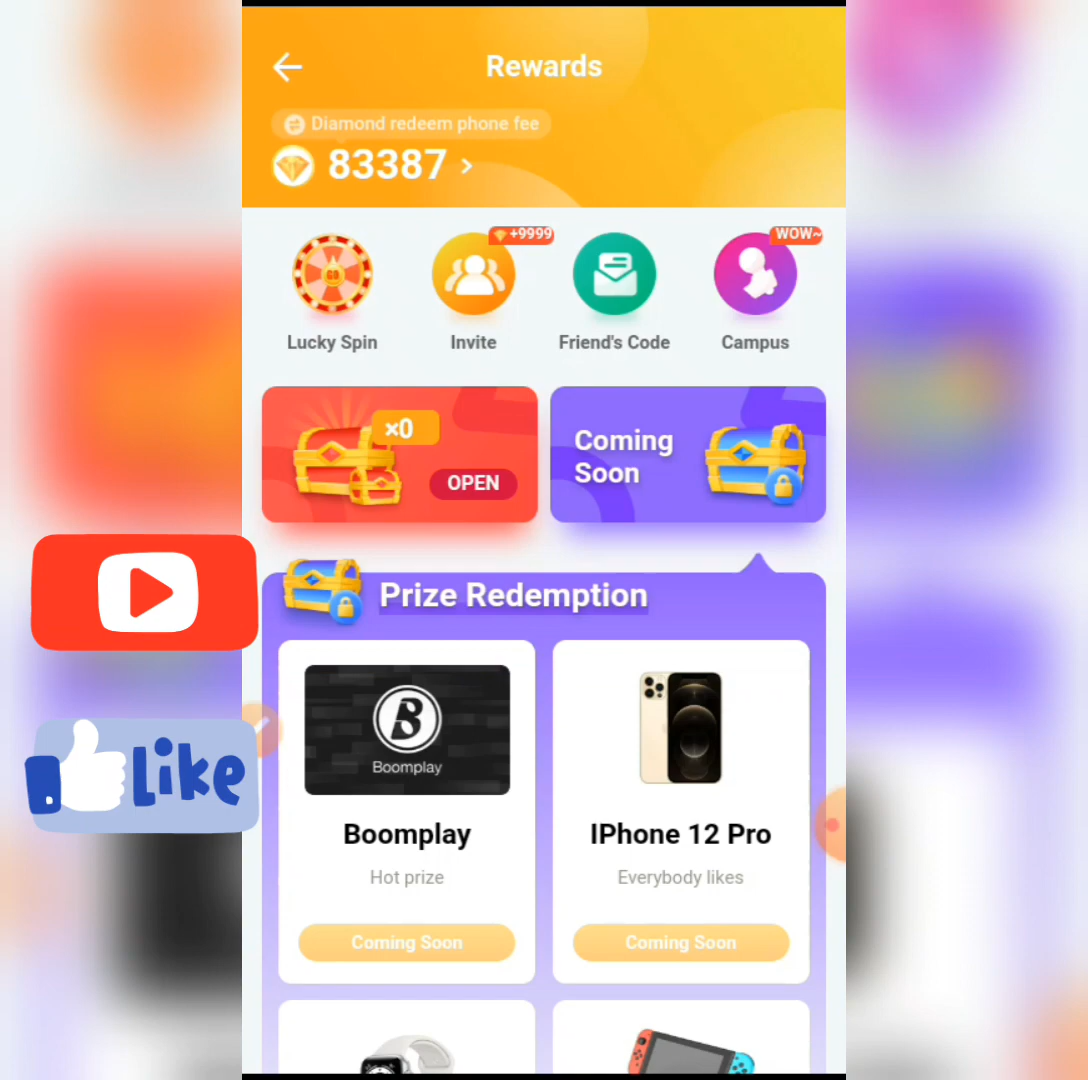 Rewards
Diamond redeem phone fee
83387
+9999
WOW~
Lucky Spin
Invite
Friend's Code
Campus
×0
OPEN
Coming
Soon
Prize Redemption
B
Boomplay
Boomplay
IPhone 12 Pro
Hot prize
Everybody likes
Coming Soon
Coming Soon
Like